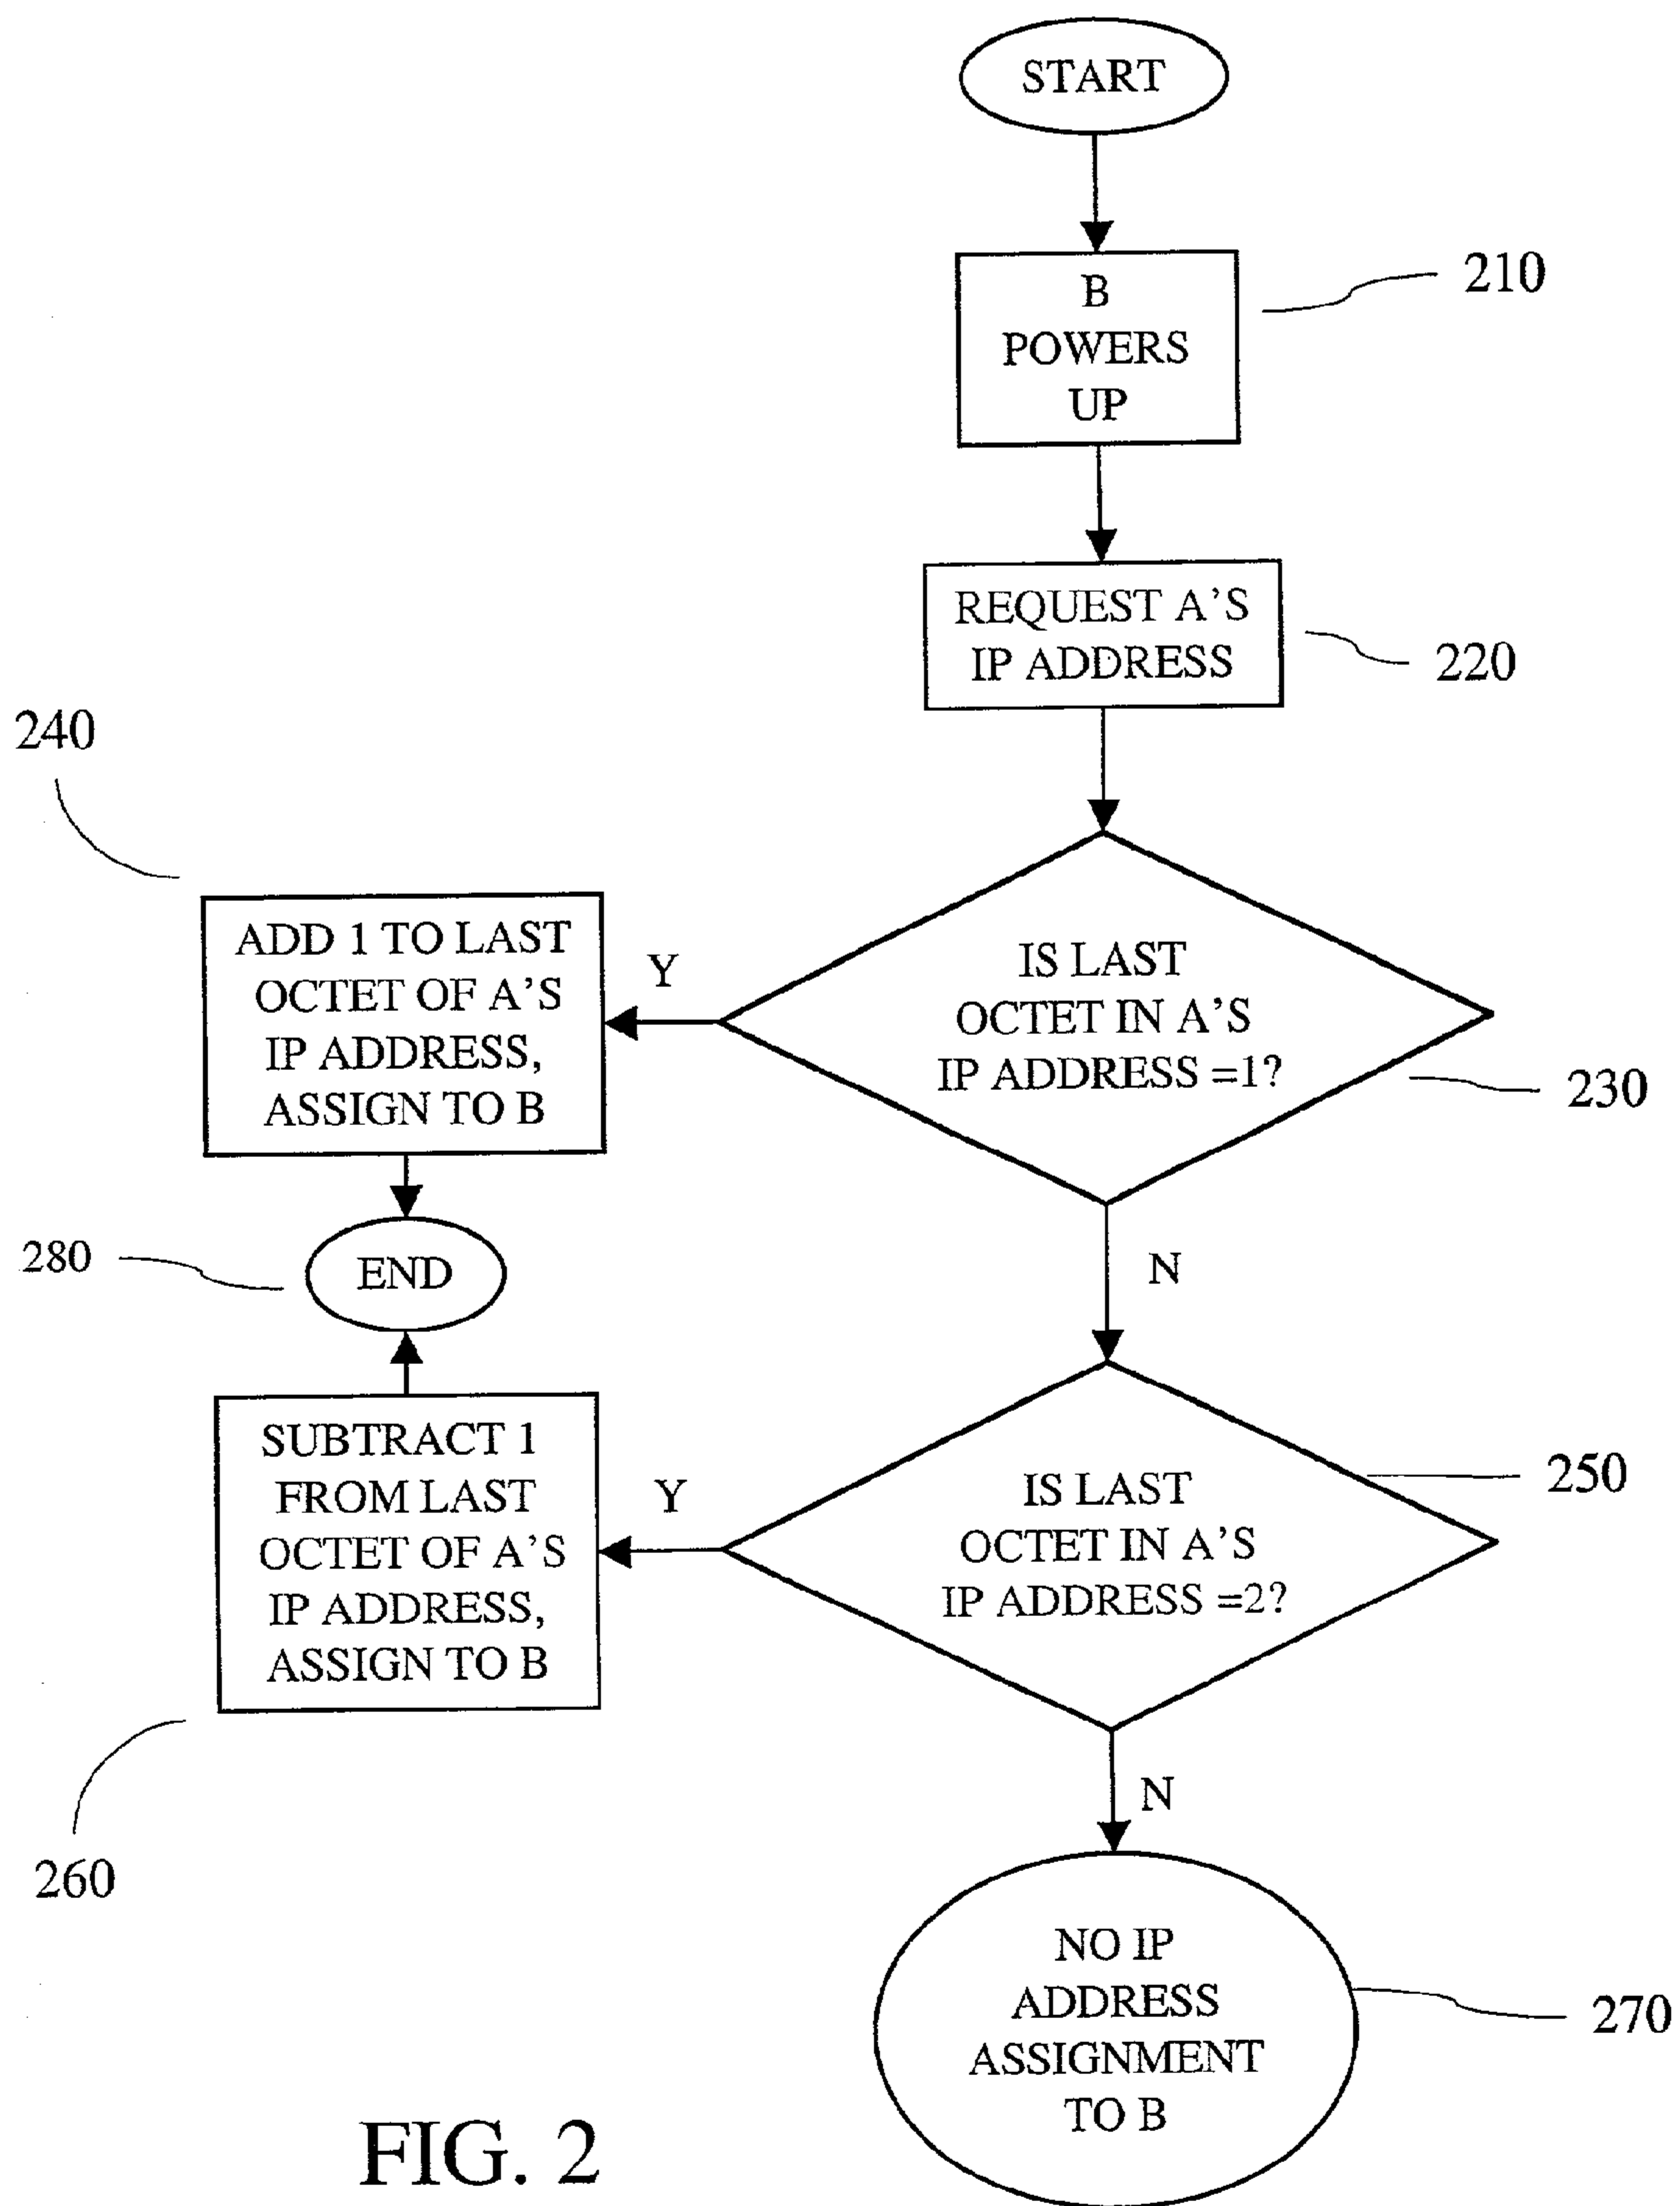 START
B
POWERS
UP
210
REQUEST A'S
IP ADDRESS
220
240
ADD 1 TO LAST
OCTET OF A'S
IP ADDRESS,
ASSIGN TO B
Y
IS LAST
OCTET IN A'S
IP ADDRESS =1?
230
280
END
N
SUBTRACT 1
FROM LAST
OCTET OF A'S
IP ADDRESS,
ASSIGN TO B
Y
IS LAST
OCTET IN A'S
IP ADDRESS =2?
250
260
N
NO IP
ADDRESS
ASSIGNMENT
TO B
270
FIG. 2